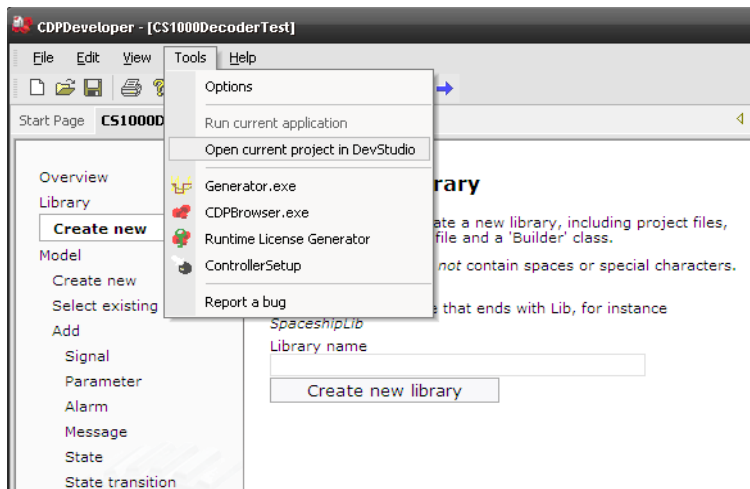 CDPDeveloper - [CS1000DecoderTest]
File Edit View Tools Help
Start Page CS1000D
Options
Run current application
Open current project in DevStudio
Generator.exe
CDPBrowser.exe
Runtime License Generator
ControllerSetup
Report a bug
Overview
Library
Create new
Model
Create new
Select existing
Add
Signal
Parameter
Alarm
Message
State
State transition
rary
ate a new library, including project files,
file and a 'Builder' class.
not contain spaces or special characters.
that ends with Lib, for instance
SpaceshipLib
Library name
Create new library